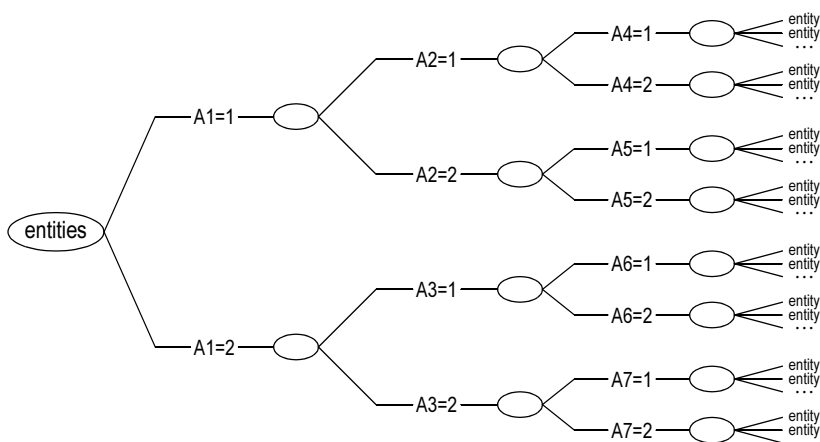 entities
A1=1
A1=2
A2=1
A2=2
A3=1
A3=2
A4=1
A4=2
A5=1
A5=2
A6=1
A6=2
A7=1
A7=2
entity
entity
...
entity
entity
...
entity
entity
...
entity
entity
...
entity
entity
...
entity
entity
...
entity
entity
...
entity
entity
...